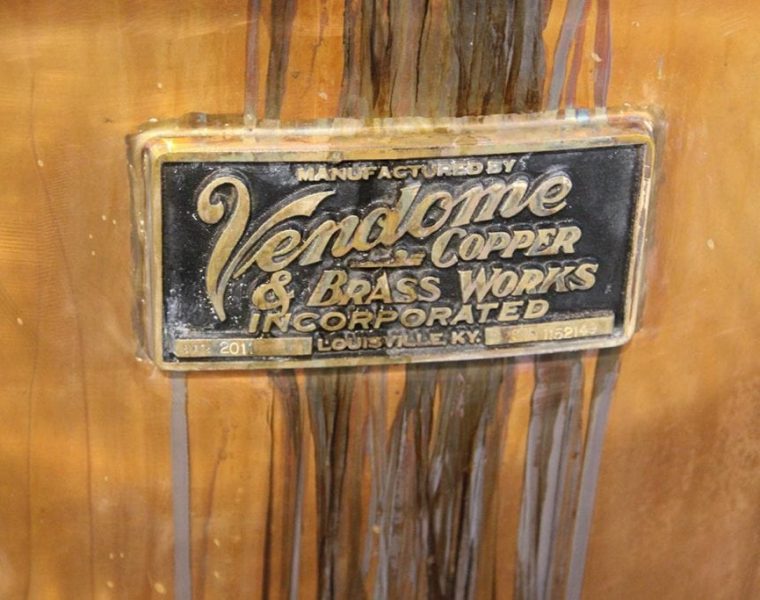 MANUFACTURED BY
Vendome
COPPER
& BRASS WORKS
INCORPORATED
LOUISVILLE, KY.